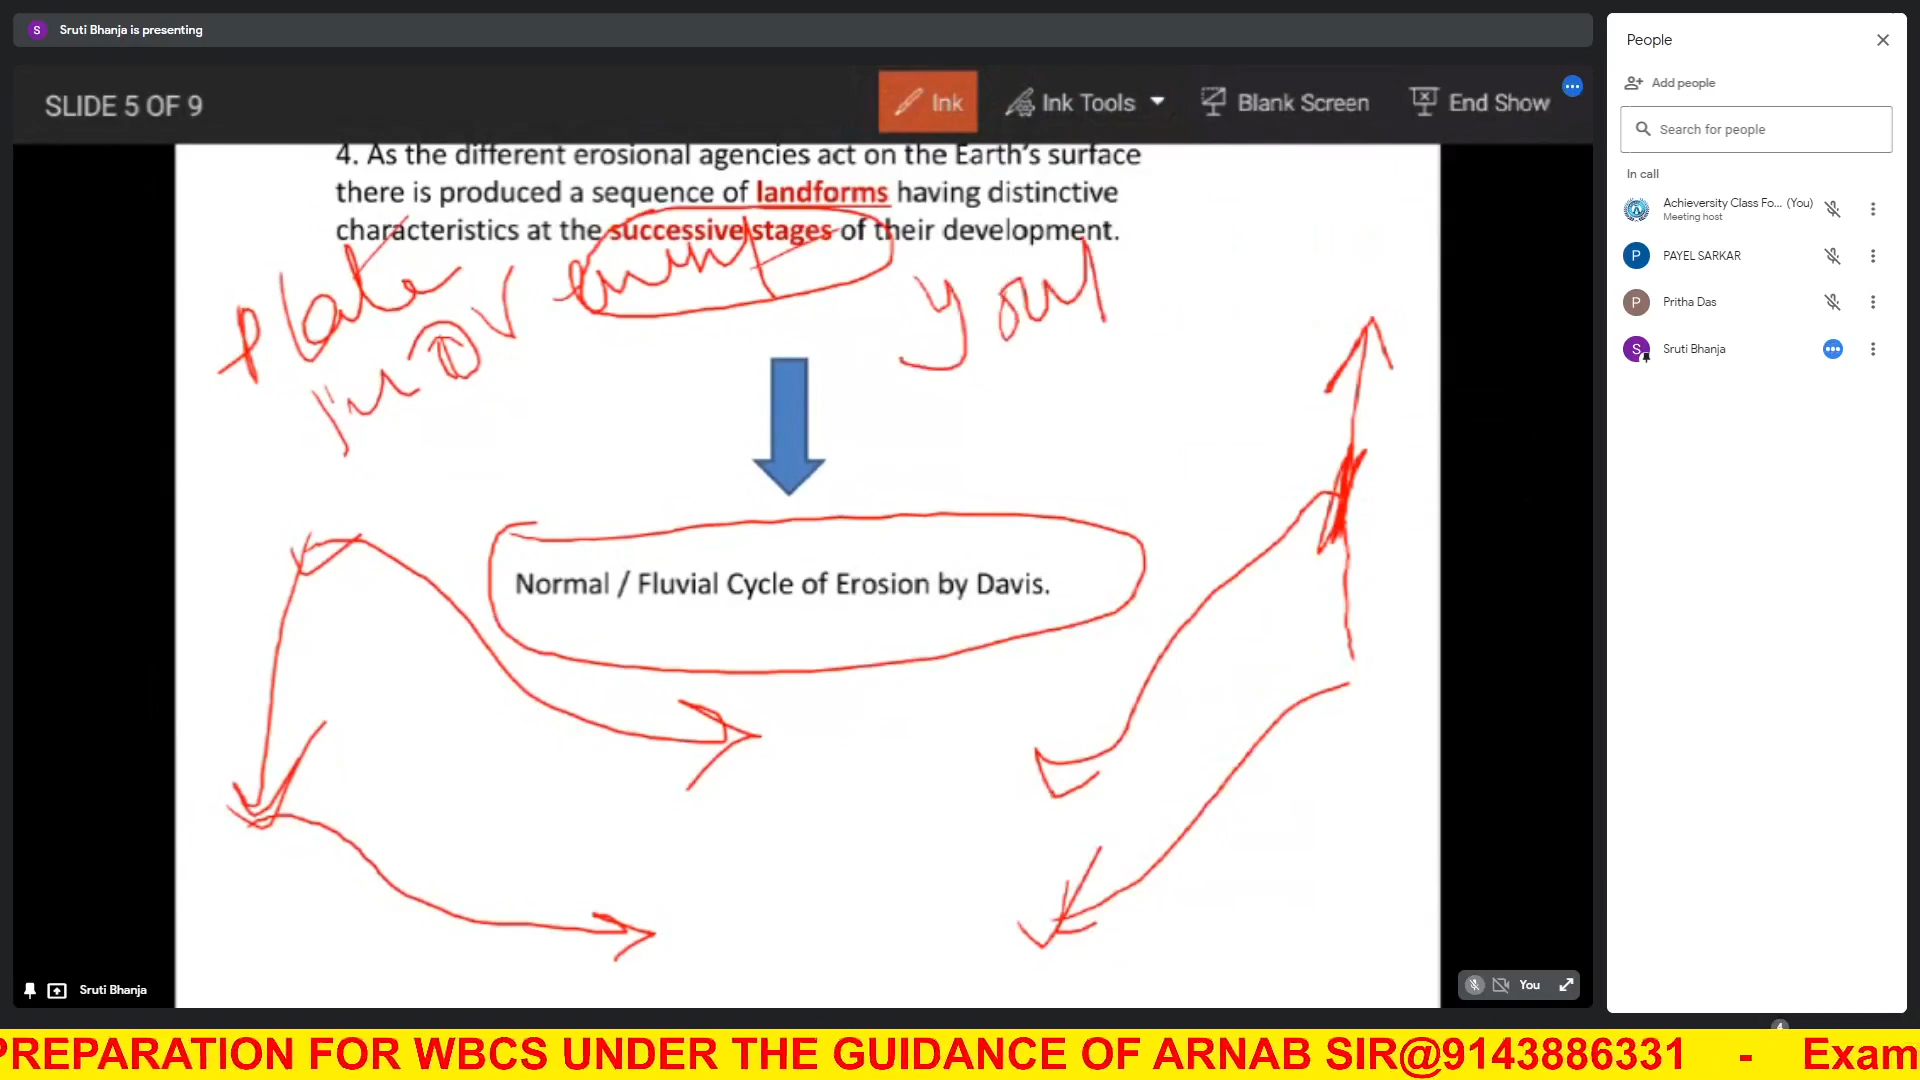 S Sruti Bhanja is presenting
SLIDE 5 OF 9
Ink
Ink Tools
Blank Screen
End Show
4. As the different erosional agencies act on the Earth's surface
there is produced a sequence of landforms having distinctive
characteristics at the successive stages of their development.
plate
Normal / Fluvial Cycle of Erosion by Davis.
Sruti Bhanja
You
People
Add people
Search for people
In call
Achieversity Class Fo... (You)
Meeting host
P PAYEL SARKAR
P Pritha Das
S Sruti Bhanja
4
PREPARATION FOR WBCS UNDER THE GUIDANCE OF ARNAB SIR@9143886331 - Exam